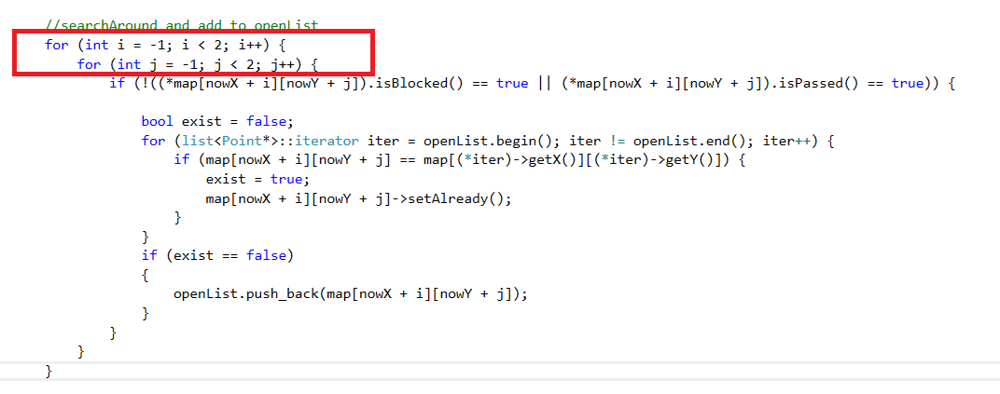 //searchAround and add to openList
for (int i = -1; i < 2; i++) {
for (int j = -1; j < 2; j++) {
if (!((*map[nowX + i][nowY + j]).isBlocked() == true || (*map[nowX + i][nowY + j]).isPassed() == true)) {
bool exist = false;
for (list<Point*>::iterator iter = openList.begin(); iter != openList.end(); iter++) {
if (map[nowX + i][nowY + j] == map[(*iter)->getX()][(*iter)->getY()]) {
exist = true;
map[nowX + i][nowY + j]->setAlready();
}
}
if (exist == false)
{
openList.push_back(map[nowX + i][nowY + j]);
}
}
}
}